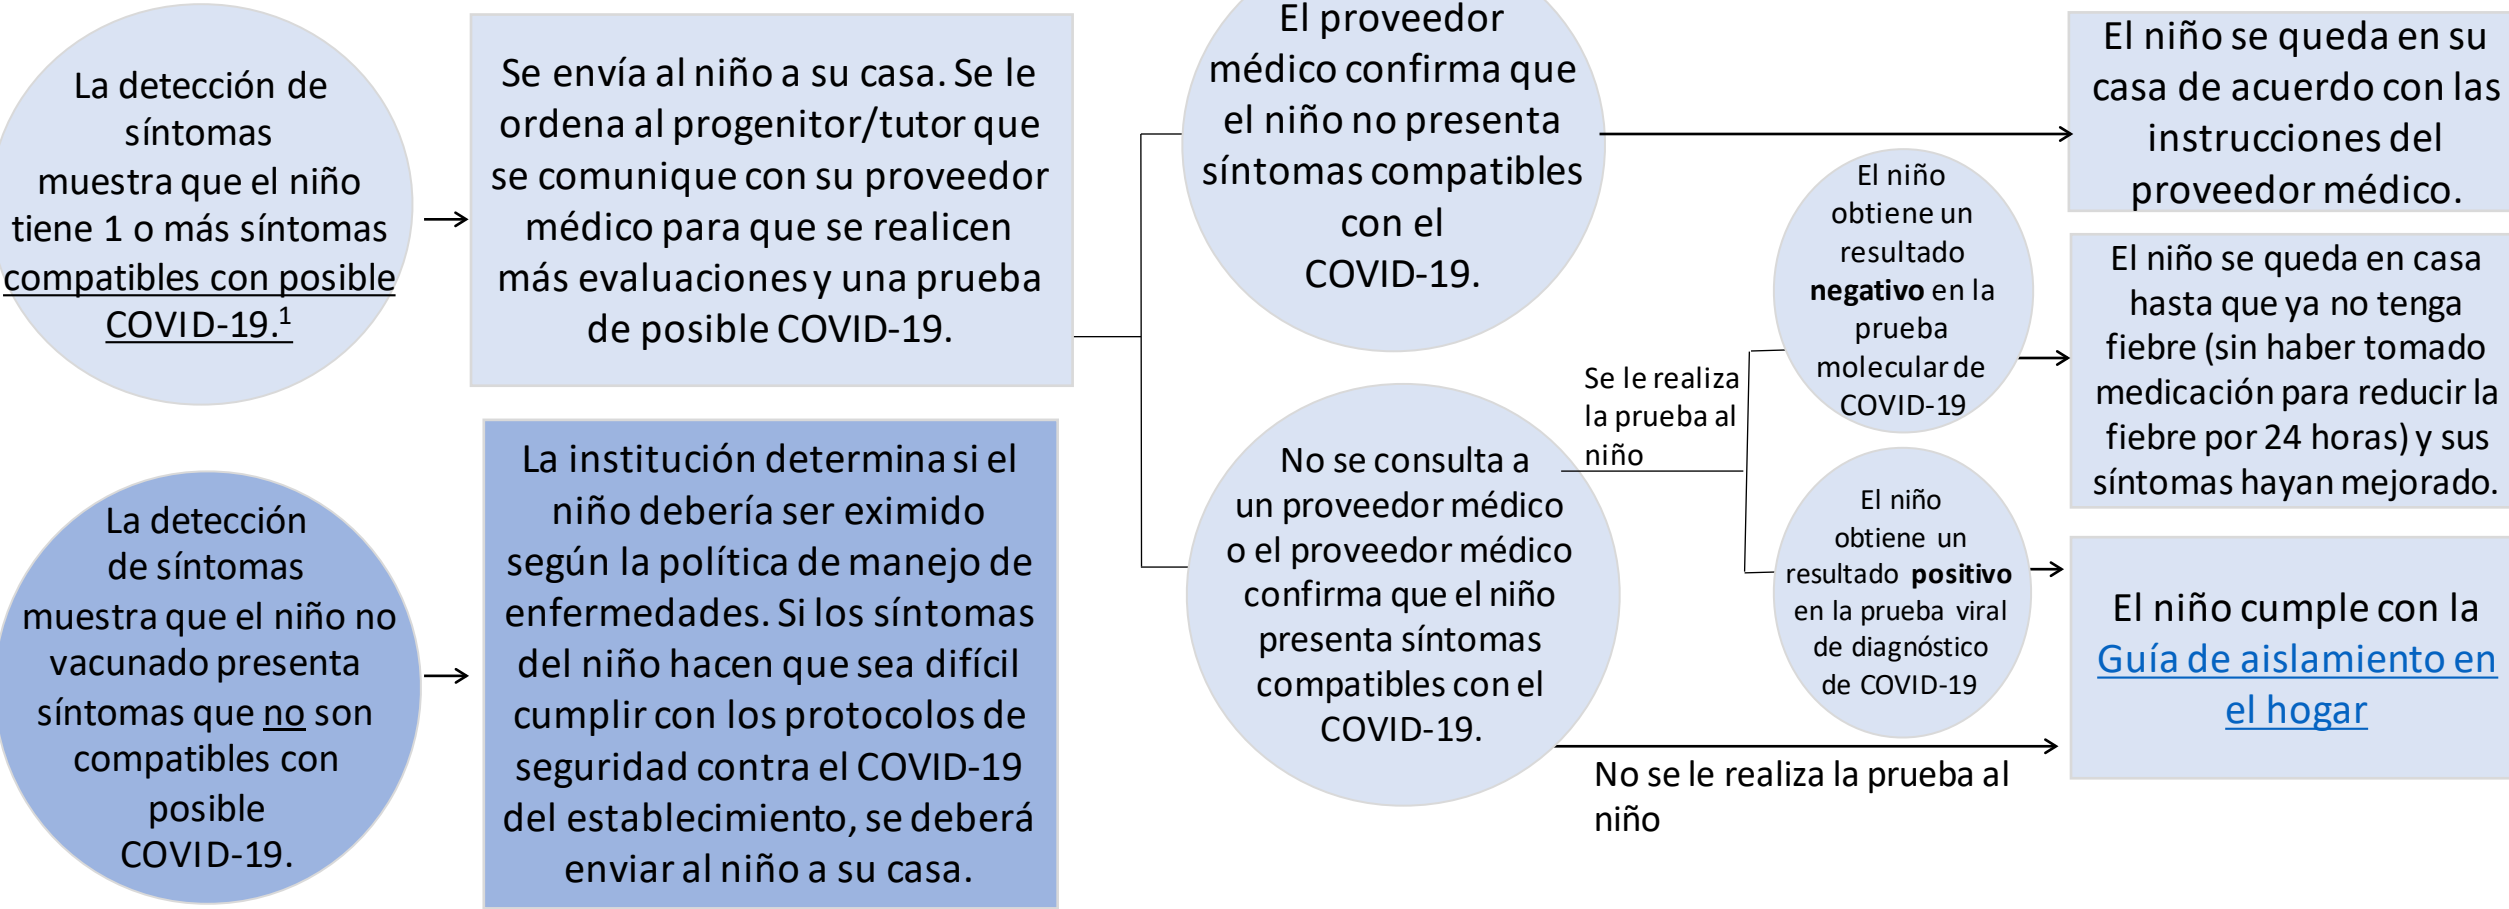 La detección de
síntomas
muestra que el niño
tiene 1 o más síntomas
compatibles con posible
COVID-19.¹
Se envía al niño a su casa. Se le
ordena al progenitor/tutor que
se comunique con su proveedor
médico para que se realicen
más evaluaciones y una prueba
de posible COVID-19.
El proveedor
médico confirma que
el niño no presenta
síntomas compatibles
con el
COVID-19.
El niño se queda en su
casa de acuerdo con las
instrucciones del
proveedor médico.
No se consulta a
un proveedor médico
o el proveedor médico
confirma que el niño
presenta síntomas
compatibles con el
COVID-19.
Se le realiza
la prueba al
niño
El niño
obtiene un
resultado
negativo en la
prueba
molecular de
COVID-19
El niño se queda en casa
hasta que ya no tenga
fiebre (sin haber tomado
medicación para reducir la
fiebre por 24 horas) y sus
síntomas hayan mejorado.
El niño
obtiene un
resultado positivo
en la prueba viral
de diagnóstico
de COVID-19
El niño cumple con la
Guía de aislamiento en
el hogar
No se le realiza la prueba al
niño
La detección
de síntomas
muestra que el niño no
vacunado presenta
síntomas que no son
compatibles con
posible
COVID-19.
La institución determina si el
niño debería ser eximido
según la política de manejo de
enfermedades. Si los síntomas
del niño hacen que sea difícil
cumplir con los protocolos de
seguridad contra el COVID-19
del establecimiento, se deberá
enviar al niño a su casa.